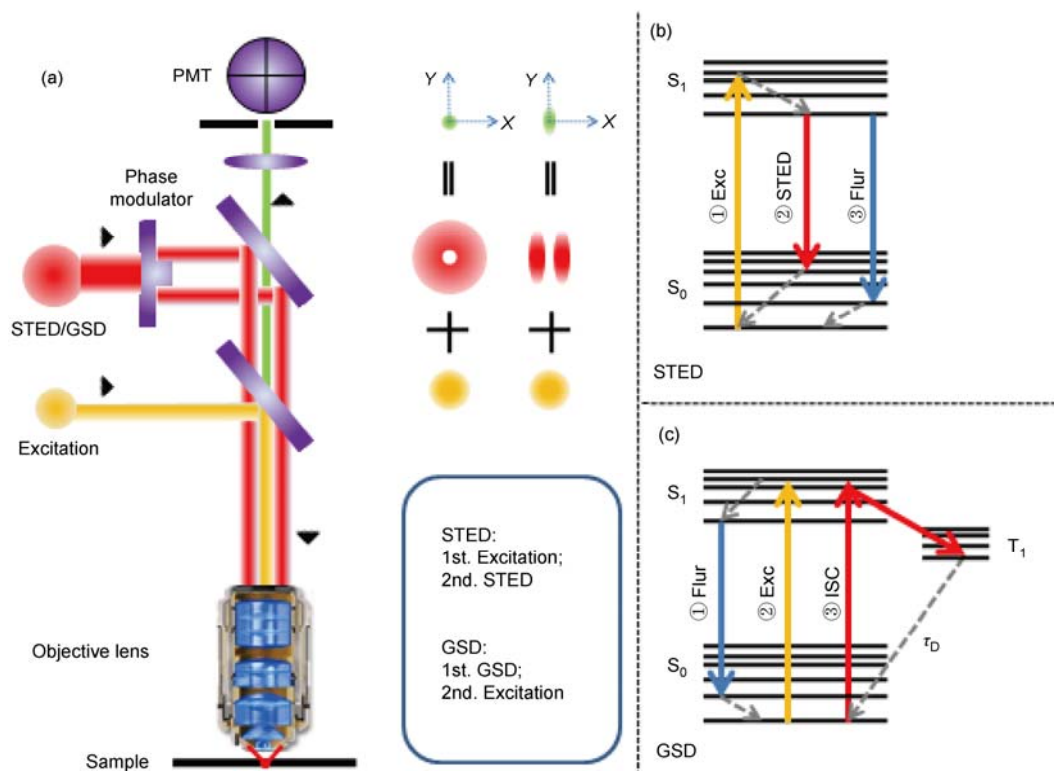 (a)
PMT
Phase
modulator
STED/GSD
Excitation
Objective lens
Sample
Y
X
Y
X
STED:
1st. Excitation;
2nd. STED
GSD:
1st. GSD;
2nd. Excitation
(b)
S₁
① Exc
② STED
③ Flur
S₀
STED
(c)
S₁
T₁
① Flur
② Exc
③ ISC
τD
S₀
GSD